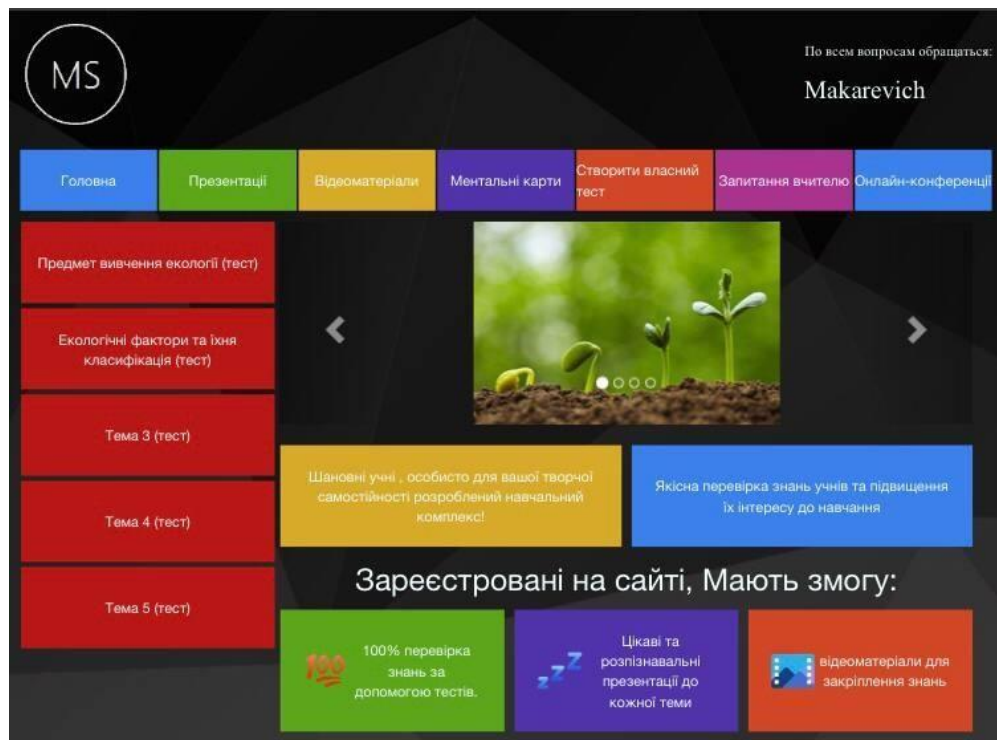 MS
По всем вопросам обращаться:
Makarevich
Головна
Презентації
Відеоматеріали
Ментальні карти
Створити власний
тест
Запитання вчителю
Онлайн-конференції
Предмет вивчення екології (тест)
Екологічні фактори та їхня
класифікація (тест)
Тема 3 (тест)
Тема 4 (тест)
Тема 5 (тест)
Шановні учні , особисто для вашої творчої
самостійності розроблений навчальний
комплекс!
Якісна перевірка знань учнів та підвищення
їх інтересу до навчання
Зареєстровані на сайті, Мають змогу:
100
100% перевірка
знань за
допомогою тестів.
zzz
Цікаві та
розпізнавальні
презентації до
кожної теми
відеоматеріали для
закріплення знань